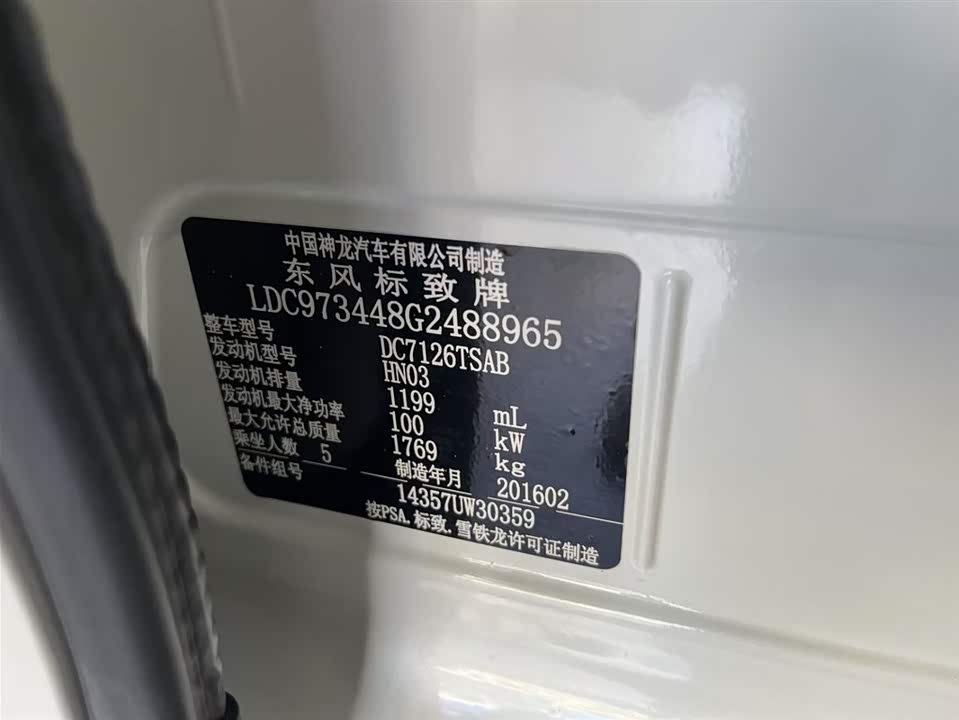 中国神龙汽车有限公司制造
东风标致牌
LDC973448G2488965
整车型号 DC7126TSAB
发动机型号 HN03
发动机排量 1199 mL
发动机最大净功率 100 kW
最大允许总质量 1769 kg
乘坐人数 5 制造年月 201602
备件组号 14357UW30359
按PSA.标致.雪铁龙许可证制造